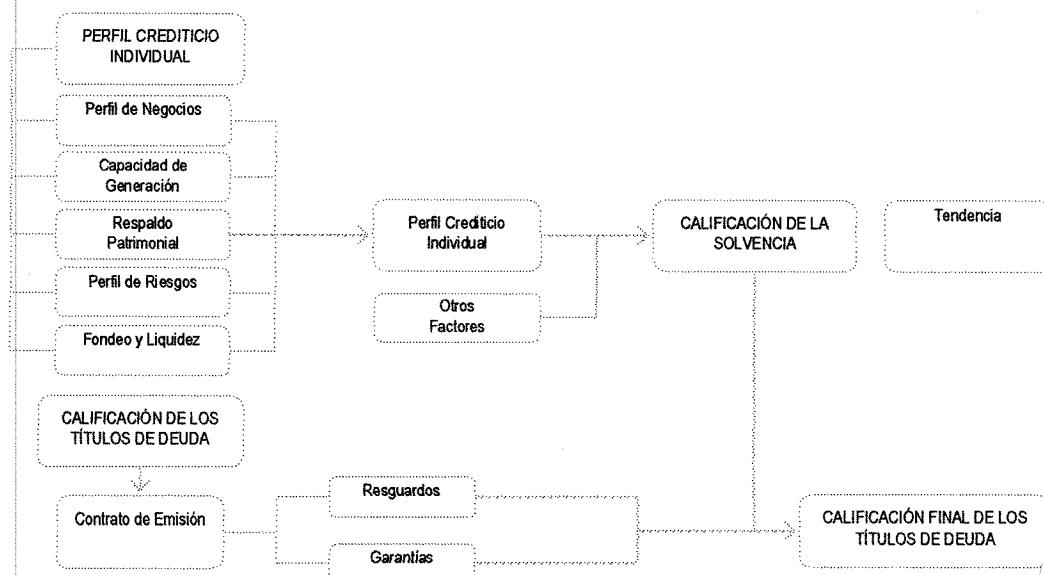 PERFIL CREDITICIO
INDIVIDUAL
Perfil de Negocios
Capacidad de
Generación
Respaldo
Patrimonial
Perfil de Riesgos
Fondeo y Liquidez
Perfil Crediticio
Individual
Otros
Factores
CALIFICACIÓN DE LA
SOLVENCIA
Tendencia
CALIFICACIÓN DE LOS
TÍTULOS DE DEUDA
Contrato de Emisión
Resguardos
Garantías
CALIFICACIÓN FINAL DE LOS
TÍTULOS DE DEUDA